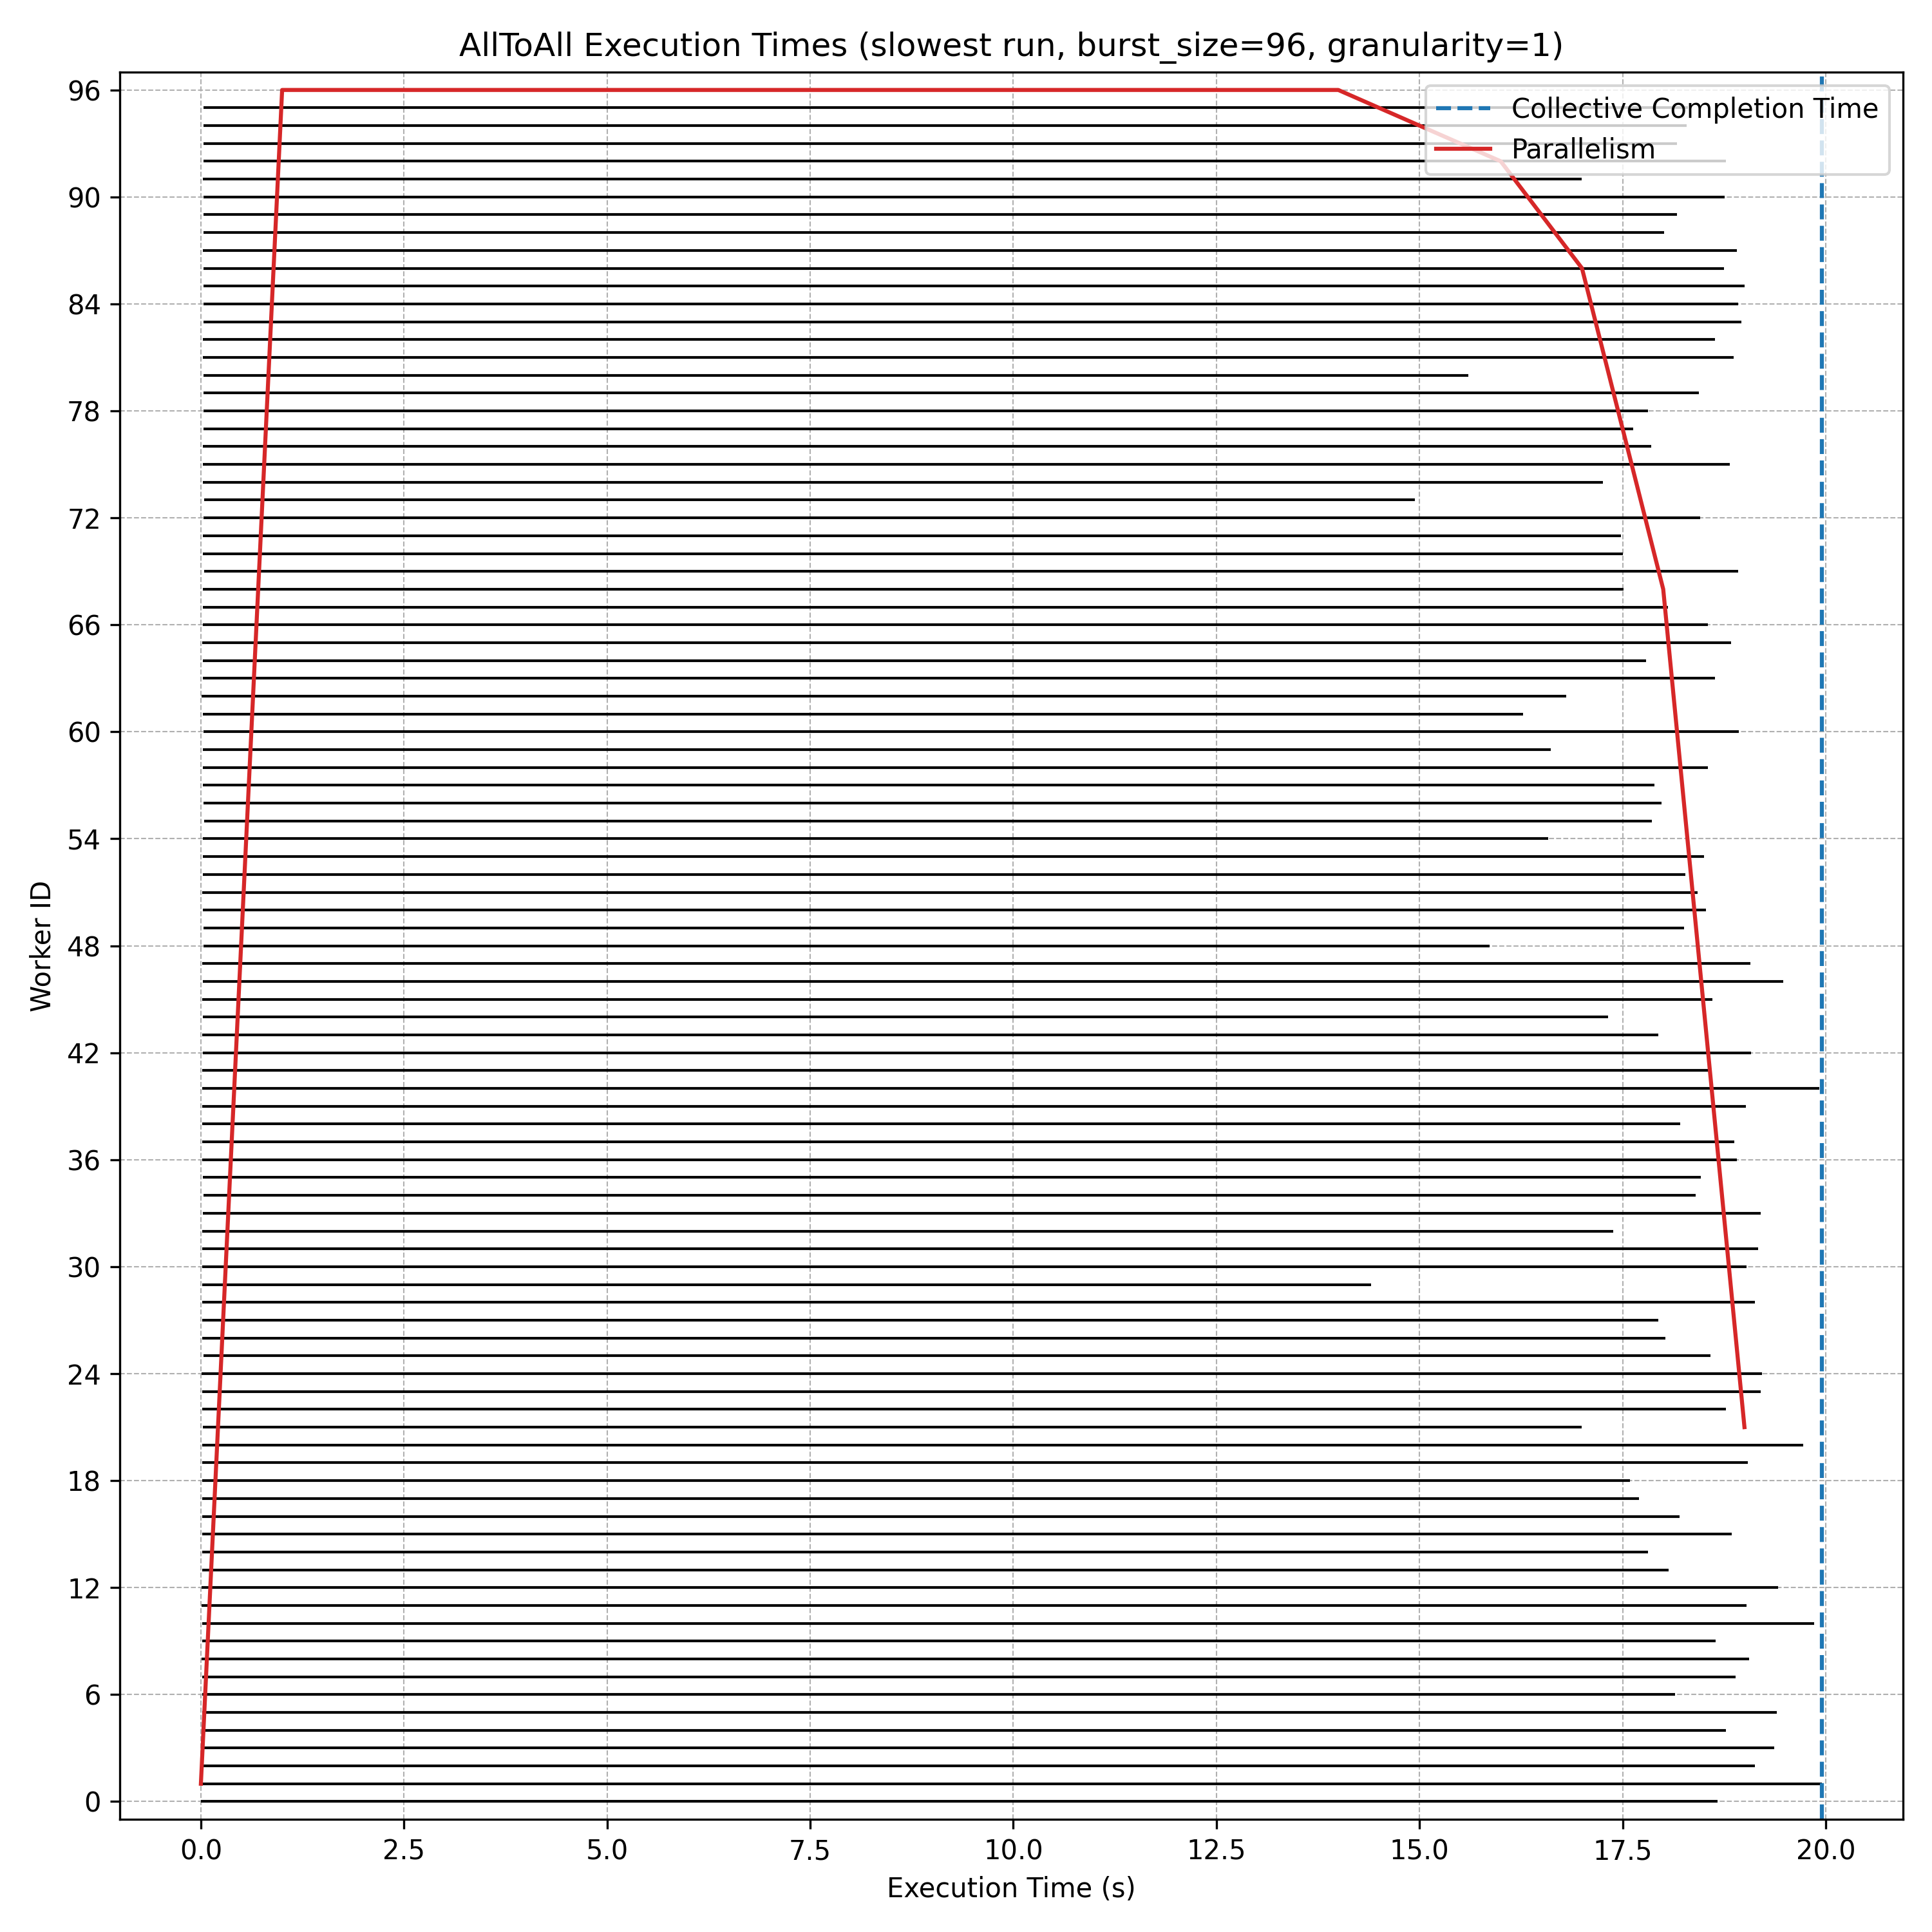 AllToAll Execution Times (slowest run, burst_size=96, granularity=1)
Collective Completion Time
Parallelism
96
90
84
78
72
66
60
54
48
42
36
30
24
18
12
6
0
Worker ID
0.0 2.5 5.0 7.5 10.0 12.5 15.0 17.5 20.0
Execution Time (s)